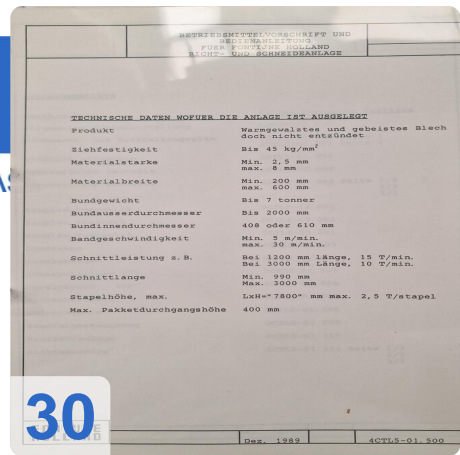 BETRIEBSMITTELVORSCHRIFT UND
BEDIENANLEITUNG
FUER FONTIJNE HOLLAND
RICHT- UND SCHNEIDEANLAGE
TECHNISCHE DATEN WOFUER DIE ANLAGE IST AUSGELEGT
Produkt Warmgewalztes und gebeistes Blech
doch nicht entzündet
Ziehfestigkeit Bis 45 kg/mm²
Materialstarke Min. 2,5 mm
max. 8 mm
Materialbreite Min. 200 mm
max. 600 mm
Bundgewicht Bis 7 tonner
Bundausserdurchmesser Bis 2000 mm
Bundinnendurchmesser 408 oder 610 mm
Bandgeschwindigkeit Min. 5 m/min.
max. 30 m/min.
Schnittleistung z.B. Bei 1200 mm länge, 15 T/min.
Bei 3000 mm Länge, 10 T/min.
Schnittlange Min. 990 mm
Max. 3000 mm
Stapelhöhe, max. LxH="7800" mm max. 2,5 T/stapel
Max. Pakketdurchgangshöhe 400 mm
30
HOLLAND
Dez. 1989
4CTL5-01.500